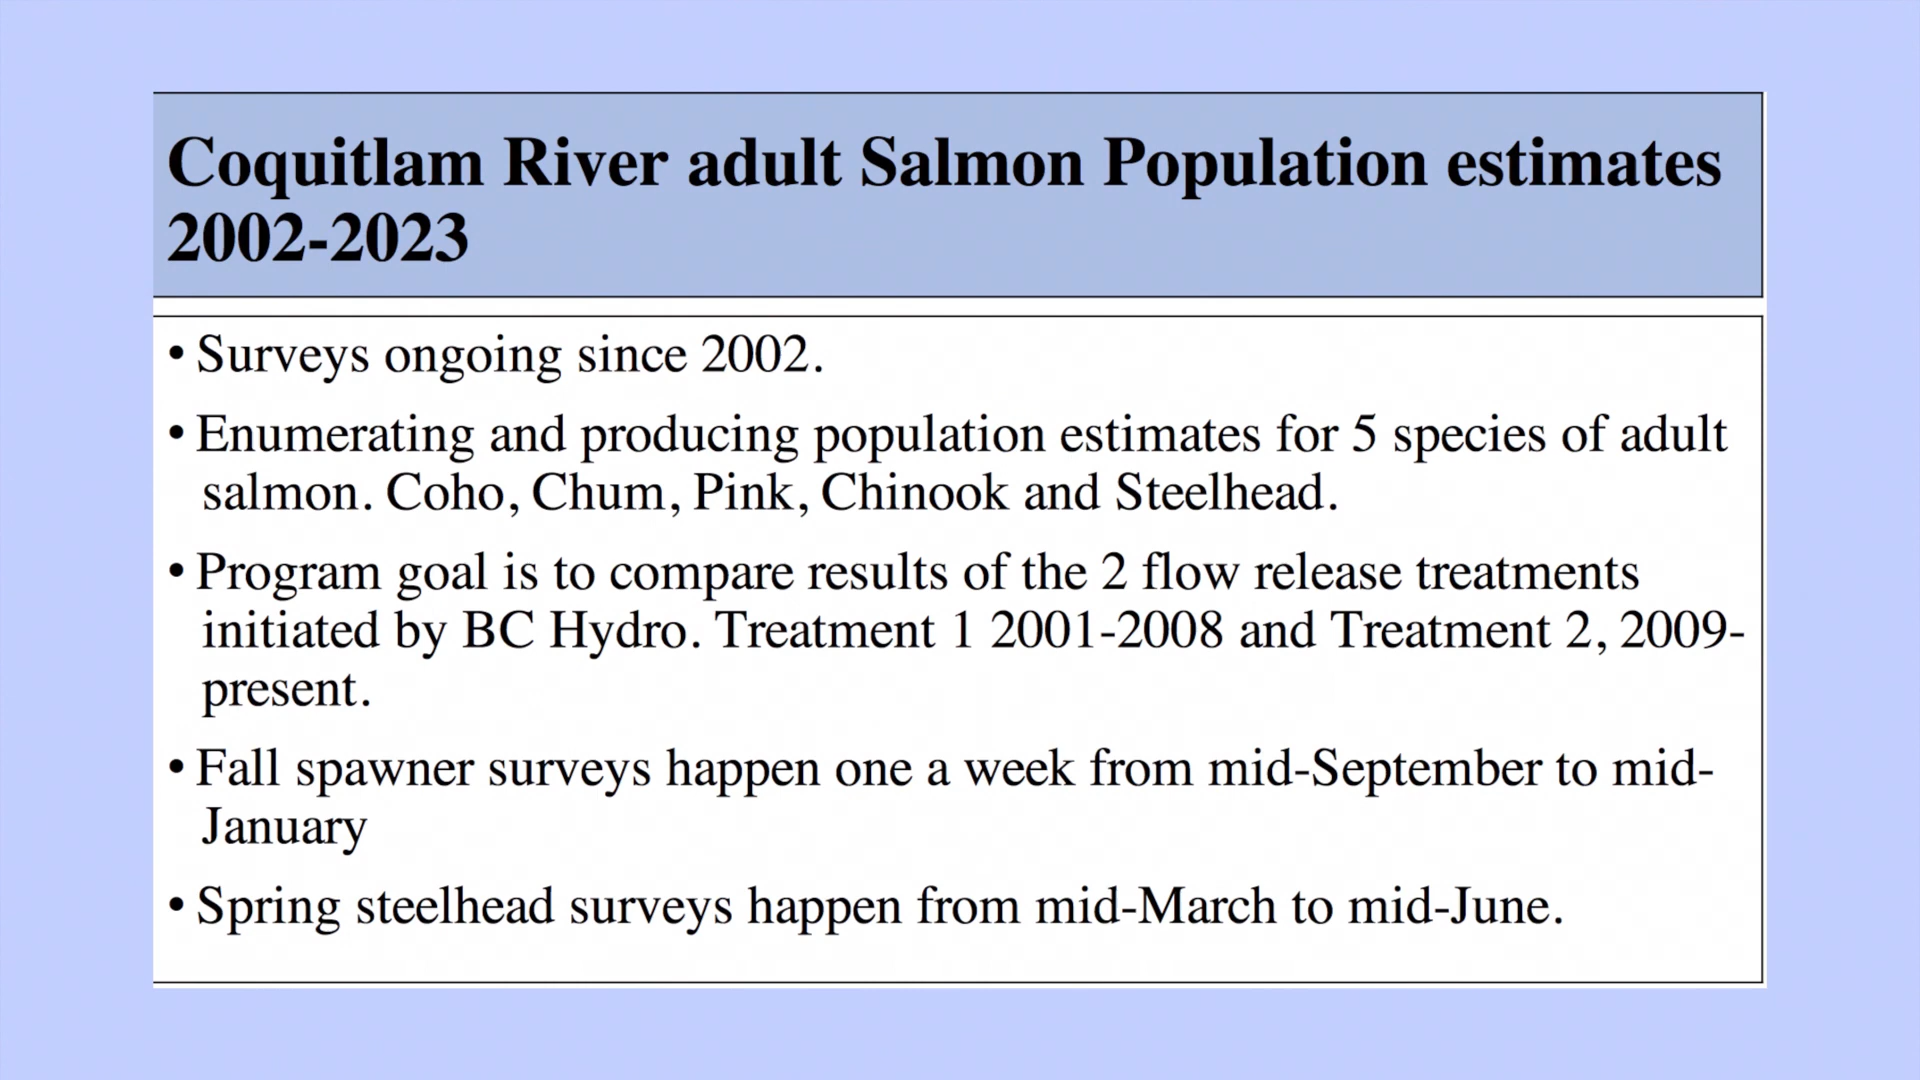 Coquitlam River adult Salmon Population estimates
2002-2023
• Surveys ongoing since 2002.
• Enumerating and producing population estimates for 5 species of adult
salmon. Coho, Chum, Pink, Chinook and Steelhead.
• Program goal is to compare results of the 2 flow release treatments
initiated by BC Hydro. Treatment 1 2001-2008 and Treatment 2, 2009-
present.
• Fall spawner surveys happen one a week from mid-September to mid-
January
• Spring steelhead surveys happen from mid-March to mid-June.